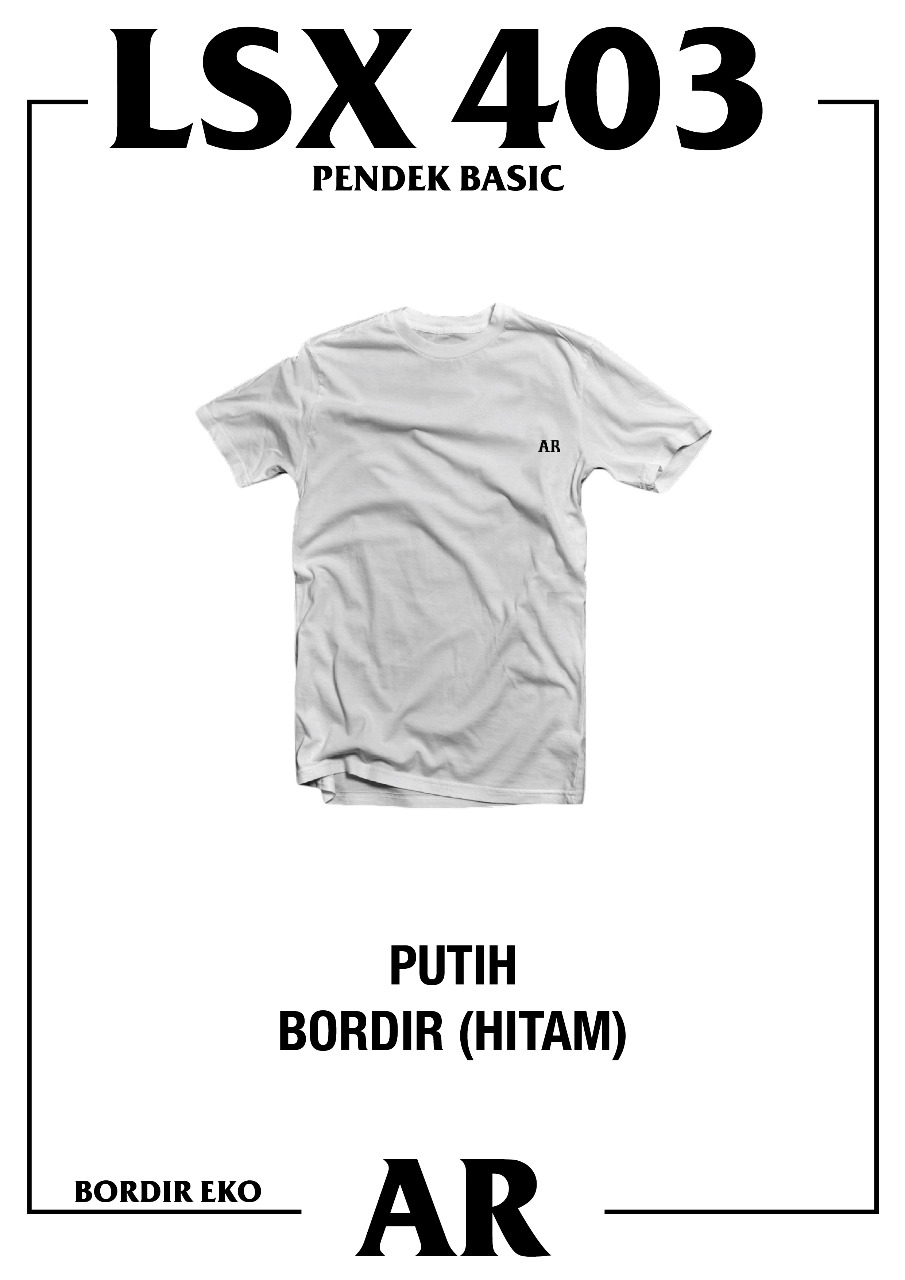 LSX 403
PENDEK BASIC
AR
PUTIH
BORDIR (HITAM)
BORDIR EKO
AR